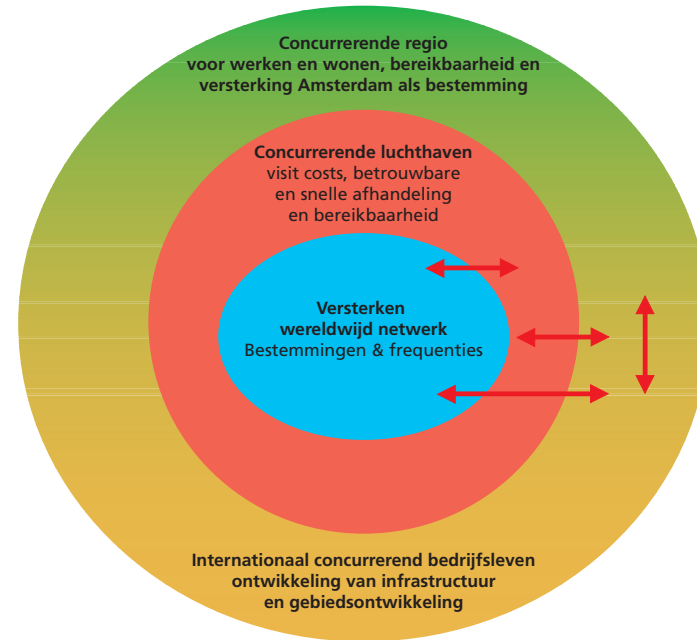 Concurrerende regio
voor werken en wonen, bereikbaarheid en
versterking Amsterdam als bestemming
Concurrerende luchthaven
visit costs, betrouwbare
en snelle afhandeling
en bereikbaarheid
Versterken
wereldwijd netwerk
Bestemmingen & frequenties
Internationaal concurrerend bedrijfsleven
ontwikkeling van infrastructuur
en gebiedsontwikkeling